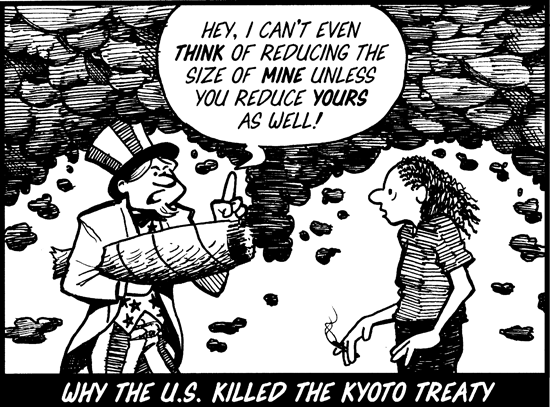 HEY, I CAN'T EVEN
THINK OF REDUCING THE
SIZE OF MINE UNLESS
YOU REDUCE YOURS
AS WELL!
WHY THE U.S. KILLED THE KYOTO TREATY